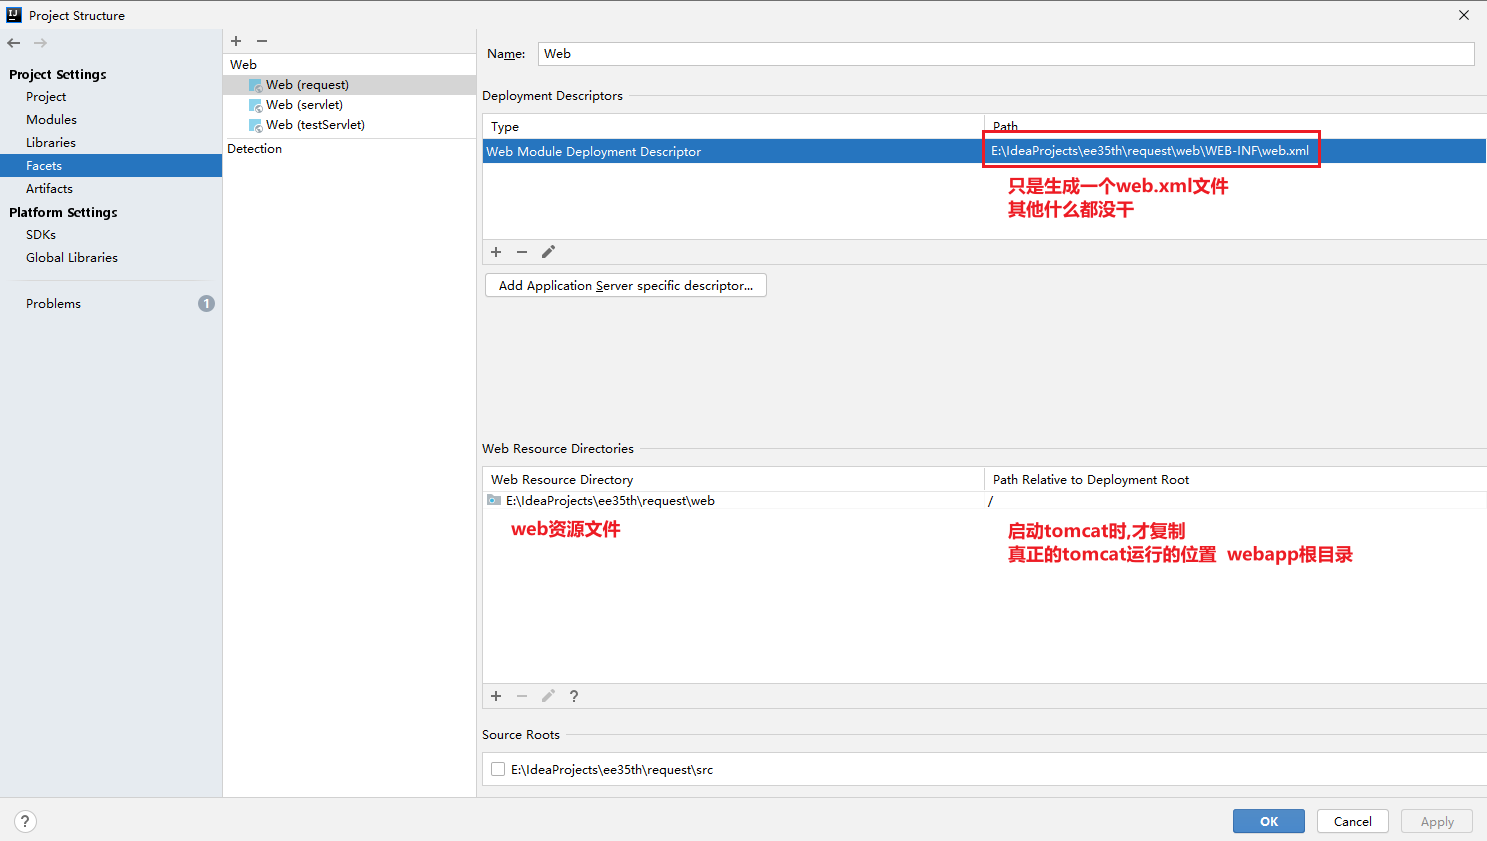 Project Structure
Project Settings
Project
Modules
Libraries
Facets
Artifacts
Platform Settings
SDKs
Global Libraries
Problems 1
Web
Web (request)
Web (servlet)
Web (testServlet)
Detection
Name: Web
Deployment Descriptors
Type Path
Web Module Deployment Descriptor E:\IdeaProjects\ee35th\request\web\WEB-INF\web.xml
只是生成一个web.xml文件
其他什么都没干
Add Application Server specific descriptor...
Web Resource Directories
Web Resource Directory Path Relative to Deployment Root
E:\IdeaProjects\ee35th\request\web /
web资源文件
启动tomcat时,才复制
真正的tomcat运行的位置 webapp根目录
?
Source Roots
E:\IdeaProjects\ee35th\request\src
? OK Cancel Apply